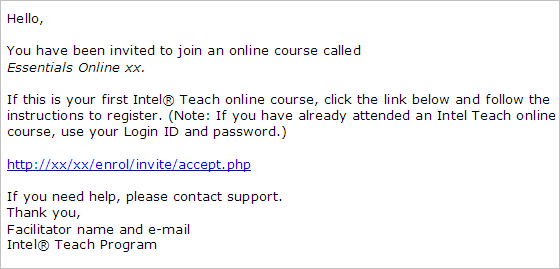 Hello,
You have been invited to join an online course called
Essentials Online xx.
If this is your first Intel® Teach online course, click the link below and follow the
instructions to register. (Note: If you have already attended an Intel Teach online
course, use your Login ID and password.)
http://xx/xx/enrol/invite/accept.php
If you need help, please contact support.
Thank you,
Facilitator name and e-mail
Intel® Teach Program